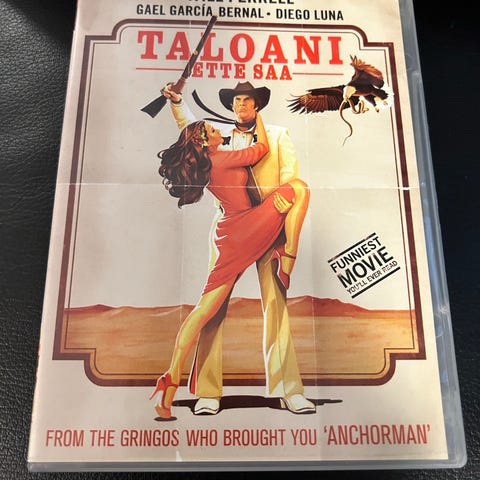 GAEL GARCÍA BERNAL • DIEGO LUNA
TALOANI
ETTE SAA
FUNNIEST
MOVIE
YOU'LL EVER READ
FROM THE GRINGOS WHO BROUGHT YOU 'ANCHORMAN'